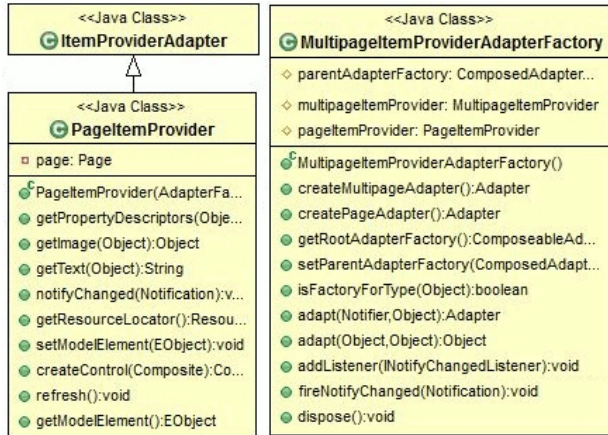 <<Java Class>>
ItemProviderAdapter
<<Java Class>>
PageItemProvider
page: Page
PageItemProvider(AdapterFa...
getPropertyDescriptors(Obje...
getImage(Object):Object
getText(Object):String
notifyChanged(Notification):v...
getResourceLocator():Resou...
setModelElement(EObject):void
createControl(Composite):Co...
refresh():void
getModelElement():EObject
<<Java Class>>
MultipageItemProviderAdapterFactory
parentAdapterFactory: ComposedAdapter...
multipageItemProvider: MultipageItemProvider
pageItemProvider: PageItemProvider
MultipageItemProviderAdapterFactory()
createMultipageAdapter():Adapter
createPageAdapter():Adapter
getRootAdapterFactory():ComposeableAd...
setParentAdapterFactory(ComposedAdapt...
isFactoryForType(Object):boolean
adapt(Notifier,Object):Adapter
adapt(Object,Object):Object
addListener(INotifyChangedListener):void
fireNotifyChanged(Notification):void
dispose():void